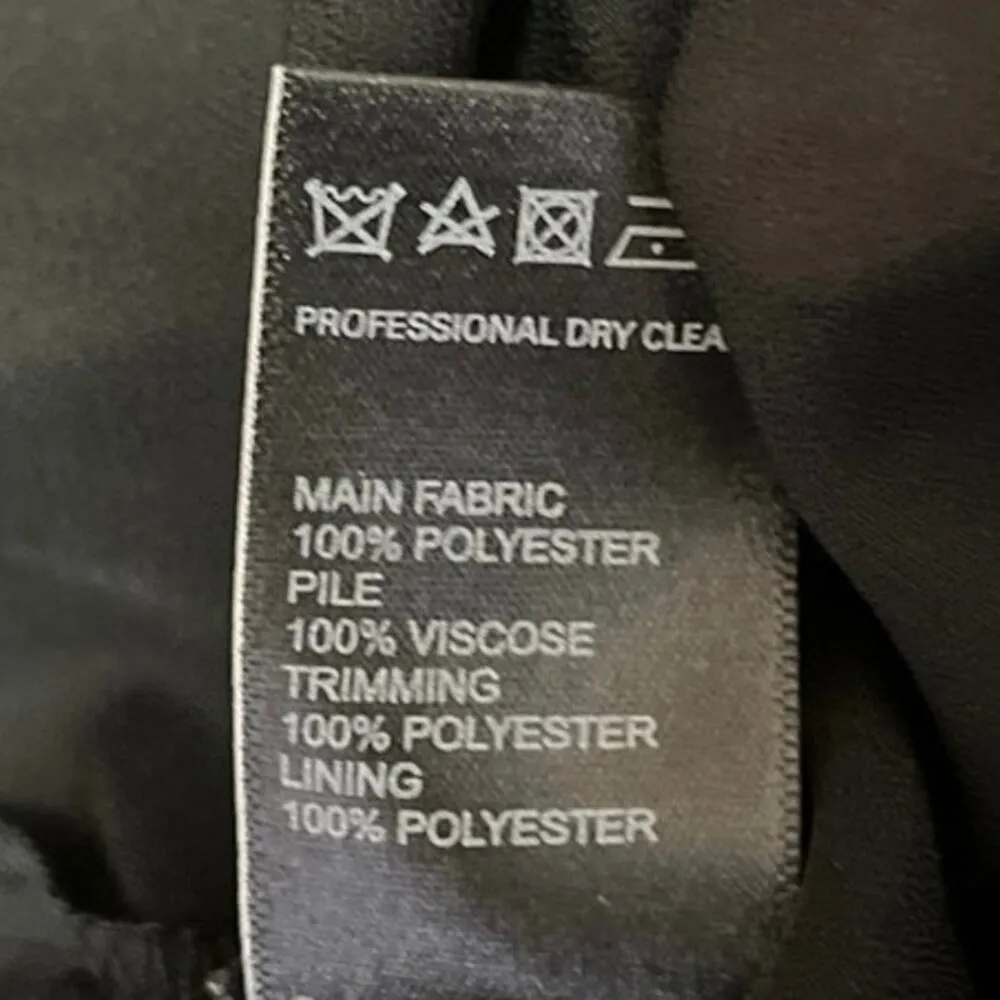 PROFESSIONAL DRY CLEA
MAIN FABRIC
100% POLYESTER
PILE
100% VISCOSE
TRIMMING
100% POLYESTER
LINING
100% POLYESTER